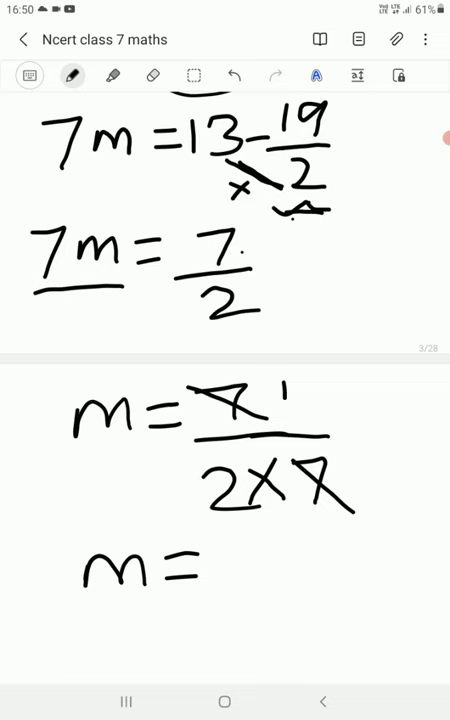 16:50 61%
Ncert class 7 maths
7m = 13 - 19/2
×
7m = 7/2
3/28
m = 7 1/2×7
m =